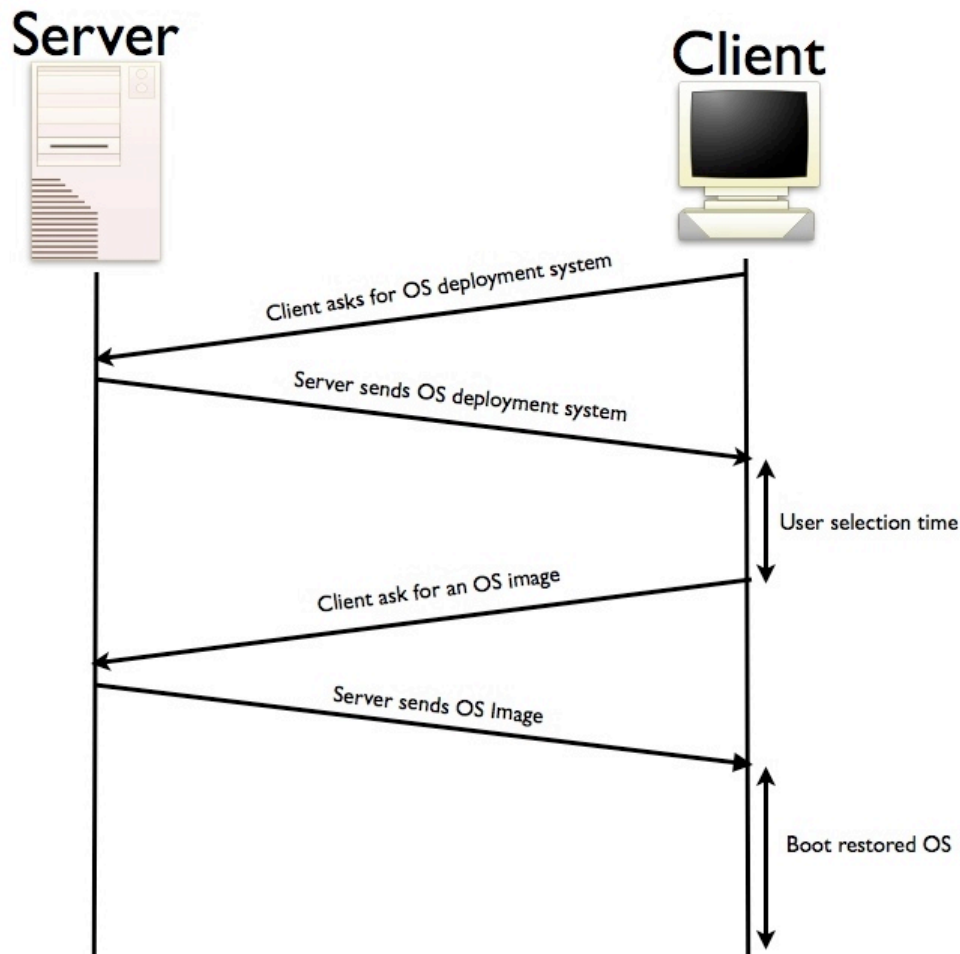 Server
Client
Client asks for OS deployment system
Server sends OS deployment system
User selection time
Client ask for an OS image
Server sends OS Image
Boot restored OS